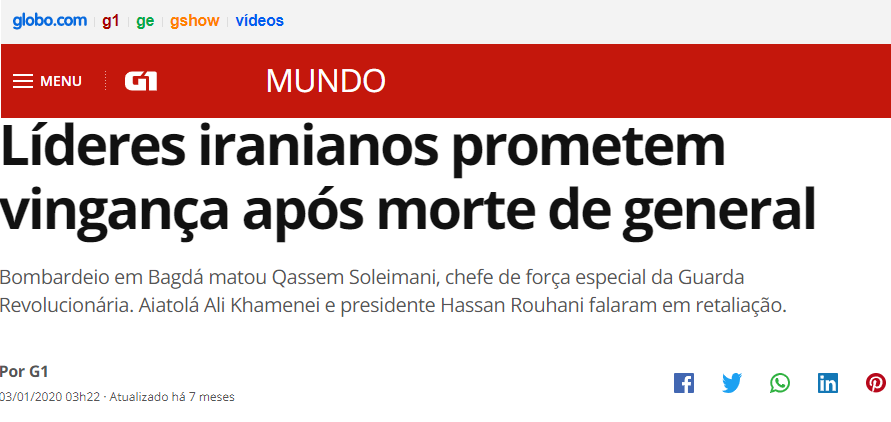 globo.com g1 ge gshow vídeos
MENU G1 MUNDO
Líderes iranianos prometem
vingança após morte de general
Bombardeio em Bagdá matou Qassem Soleimani, chefe de força especial da Guarda
Revolucionária. Aiatolá Ali Khamenei e presidente Hassan Rouhani falaram em retaliação.
Por G1
03/01/2020 03h22 · Atualizado há 7 meses